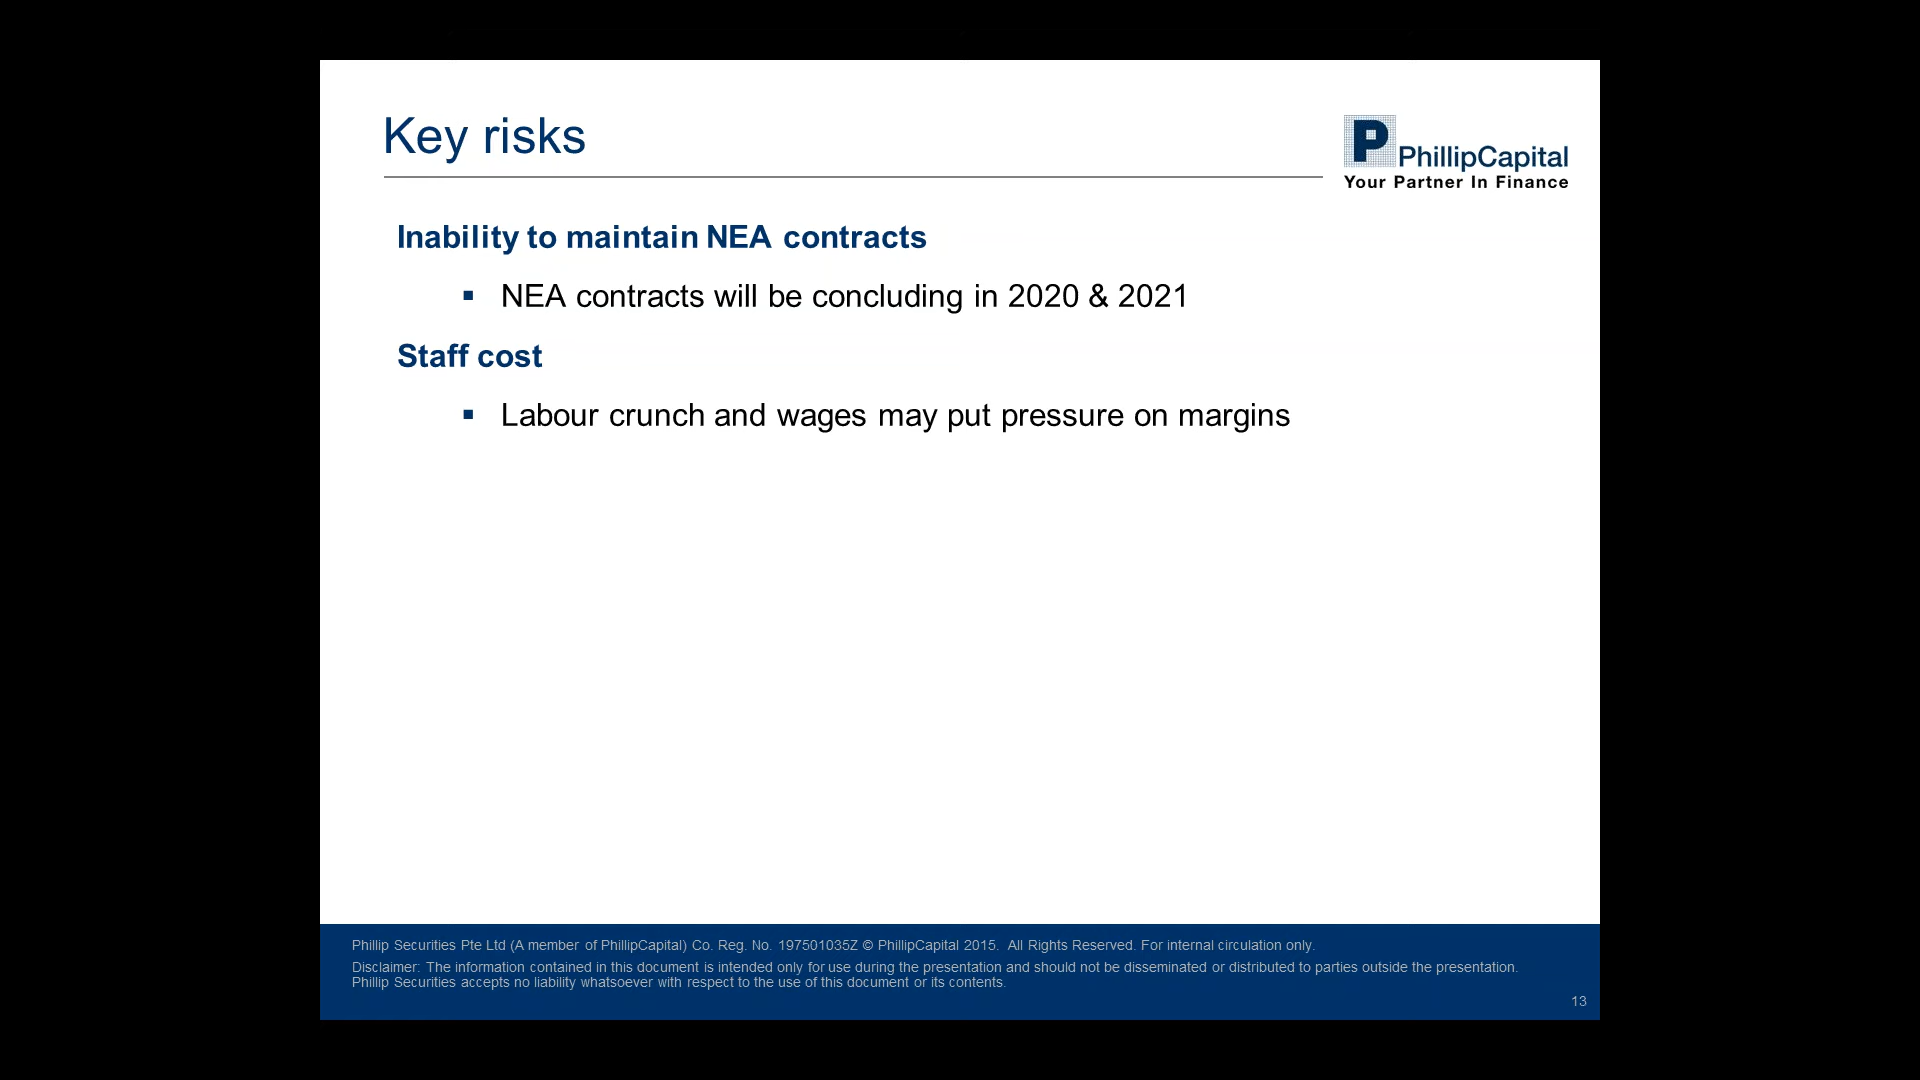 Key risks
PhillipCapital
Your Partner In Finance
Inability to maintain NEA contracts
▪ NEA contracts will be concluding in 2020 & 2021
Staff cost
▪ Labour crunch and wages may put pressure on margins
Phillip Securities Pte Ltd (A member of PhillipCapital) Co. Reg. No. 197501035Z © PhillipCapital 2015. All Rights Reserved. For internal circulation only.
Disclaimer: The information contained in this document is intended only for use during the presentation and should not be disseminated or distributed to parties outside the presentation.
Phillip Securities accepts no liability whatsoever with respect to the use of this document or its contents.
13